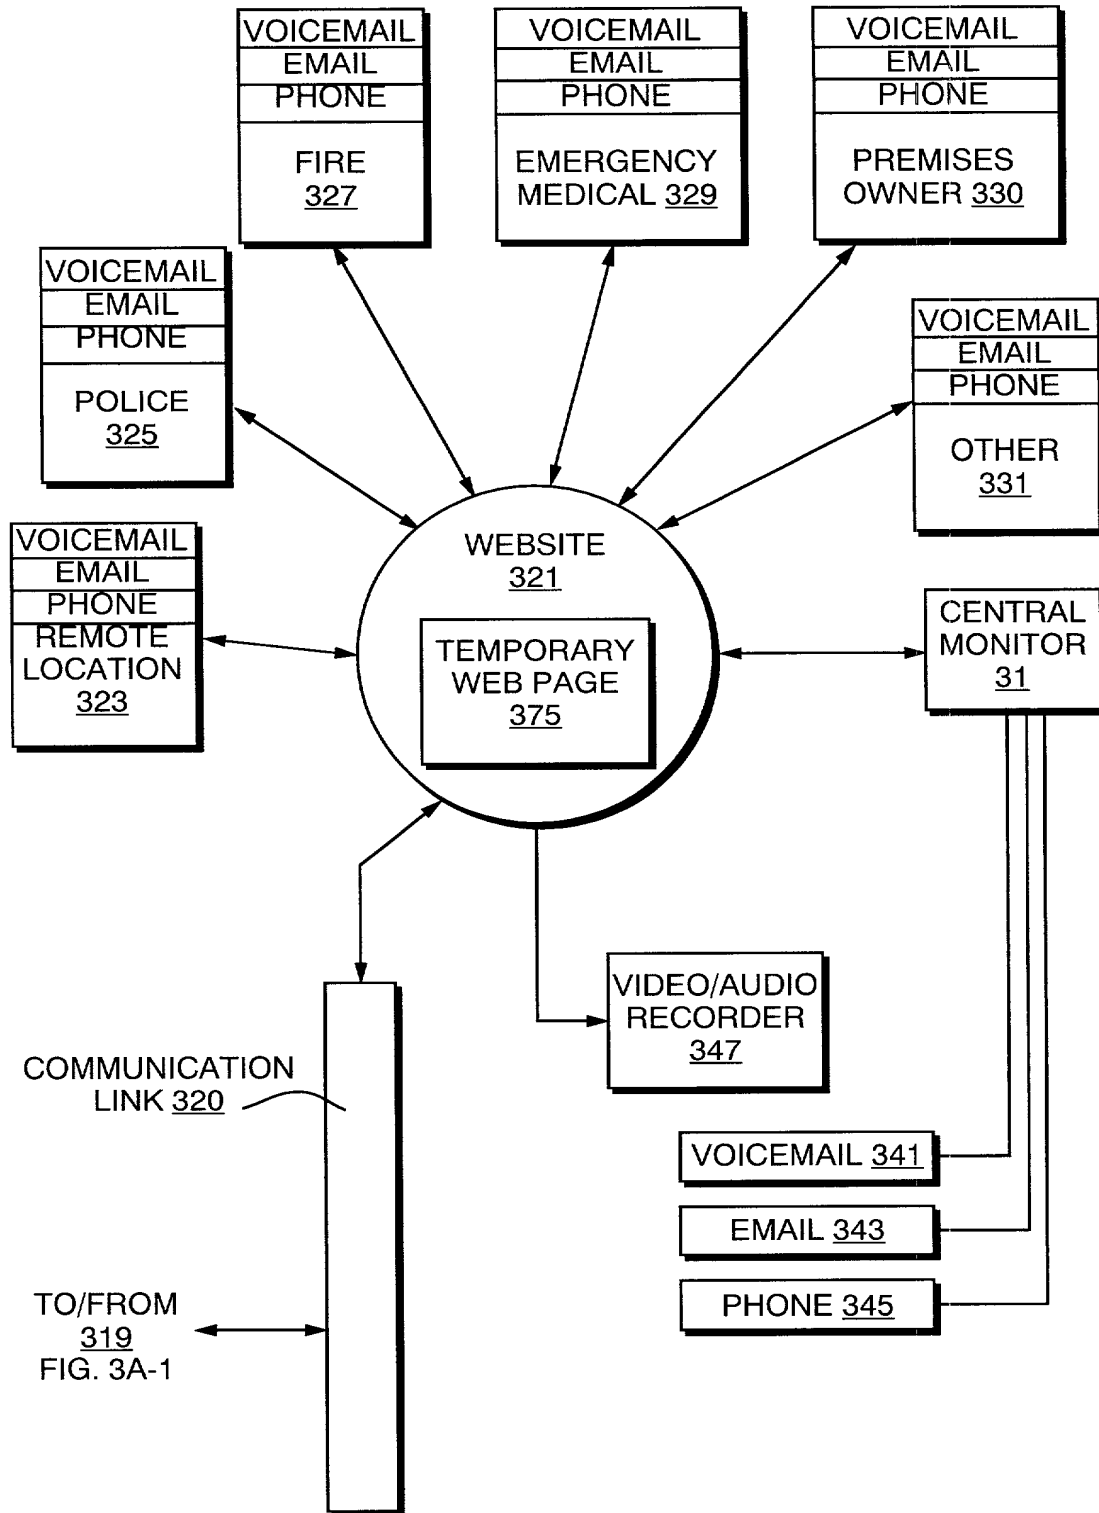 VOICEMAIL
EMAIL
PHONE
FIRE
327
VOICEMAIL
EMAIL
PHONE
EMERGENCY
MEDICAL 329
VOICEMAIL
EMAIL
PHONE
PREMISES
OWNER 330
VOICEMAIL
EMAIL
PHONE
POLICE
325
VOICEMAIL
EMAIL
PHONE
OTHER
331
VOICEMAIL
EMAIL
PHONE
REMOTE
LOCATION
323
WEBSITE
321
TEMPORARY
WEB PAGE
375
CENTRAL
MONITOR
31
VIDEO/AUDIO
RECORDER
347
COMMUNICATION
LINK 320
VOICEMAIL 341
EMAIL 343
PHONE 345
TO/FROM
319
FIG. 3A-1